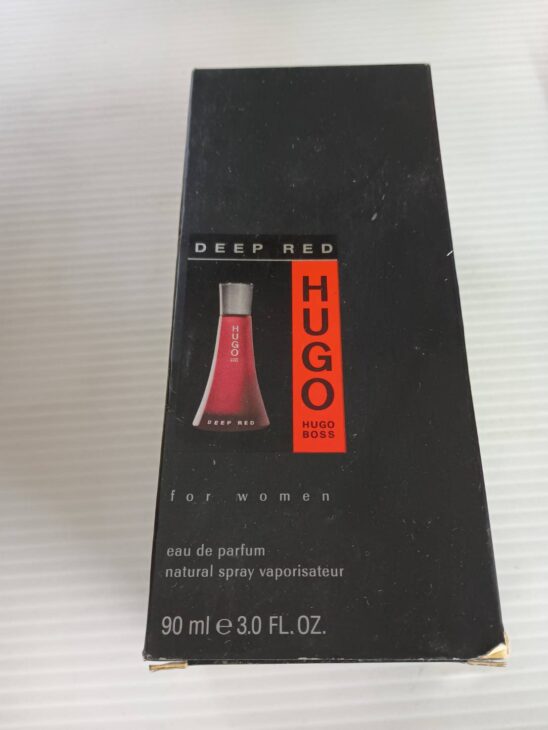 DEEP RED
HUGO
HUGO
BOSS
HUGO
DEEP RED
for women
eau de parfum
natural spray vaporisateur
90 ml e 3.0 FL. OZ.